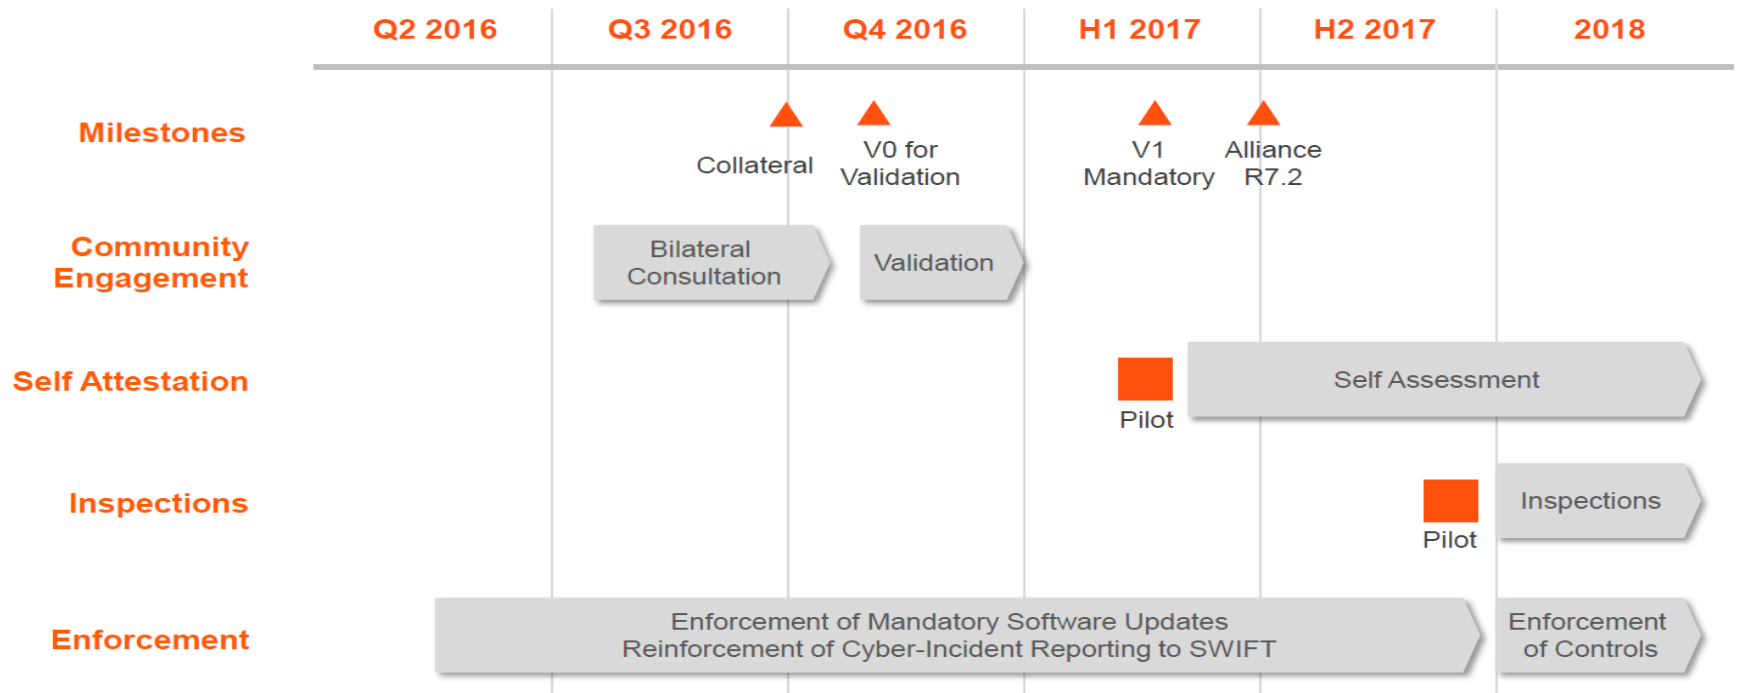 Q2 2016
Q3 2016
Q4 2016
H1 2017
H2 2017
2018
Milestones
Collateral
V0 for
Validation
V1
Mandatory
Alliance
R7.2
Community
Engagement
Bilateral
Consultation
Validation
Self Attestation
Pilot
Self Assessment
Inspections
Pilot
Inspections
Enforcement
Enforcement of Mandatory Software Updates
Reinforcement of Cyber-Incident Reporting to SWIFT
Enforcement
of Controls